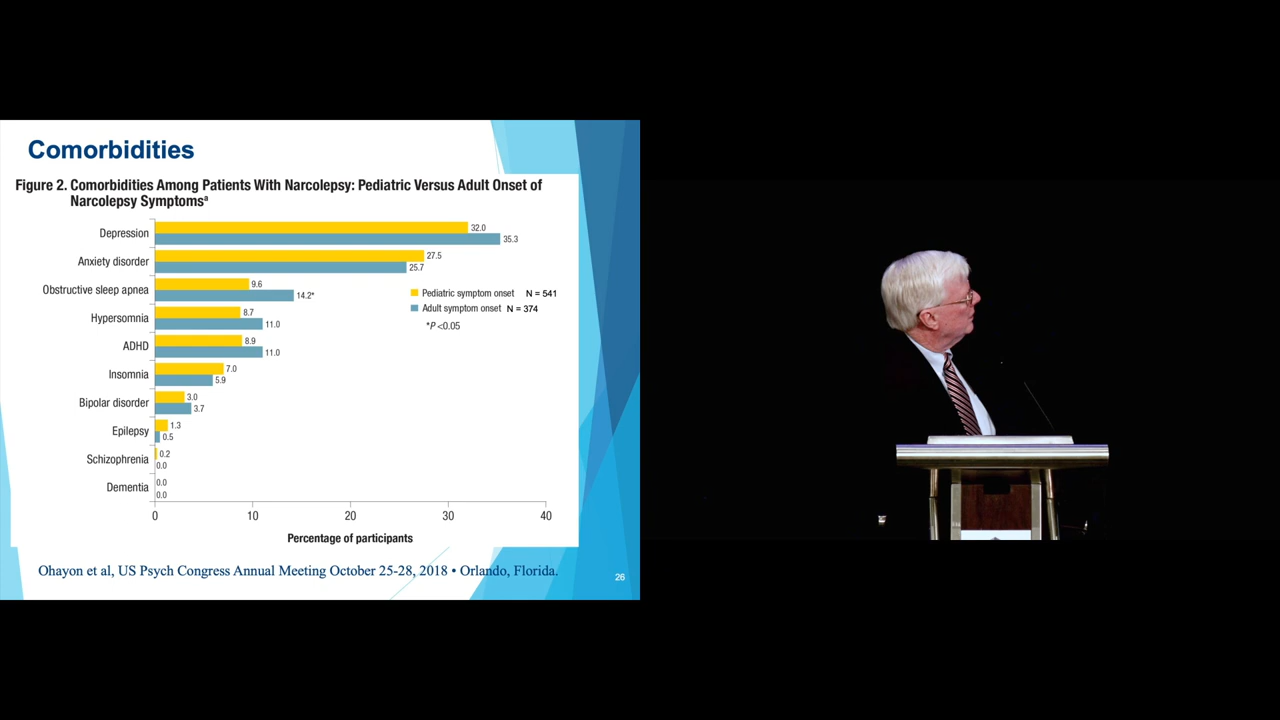 Comorbidities
Figure 2. Comorbidities Among Patients With Narcolepsy: Pediatric Versus Adult Onset of
Narcolepsy Symptomsa
Depression
32.0
35.3
Anxiety disorder
27.5
25.7
Obstructive sleep apnea
9.6
14.2*
Hypersomnia
8.7
11.0
ADHD
8.9
11.0
Insomnia
7.0
5.9
Bipolar disorder
3.0
3.7
Epilepsy
1.3
0.5
Schizophrenia
0.2
0.0
Dementia
0.0
0.0
Pediatric symptom onset N = 541
Adult symptom onset N = 374
*P <0.05
0 10 20 30 40
Percentage of participants
Ohayon et al, US Psych Congress Annual Meeting October 25-28, 2018 • Orlando, Florida.
26